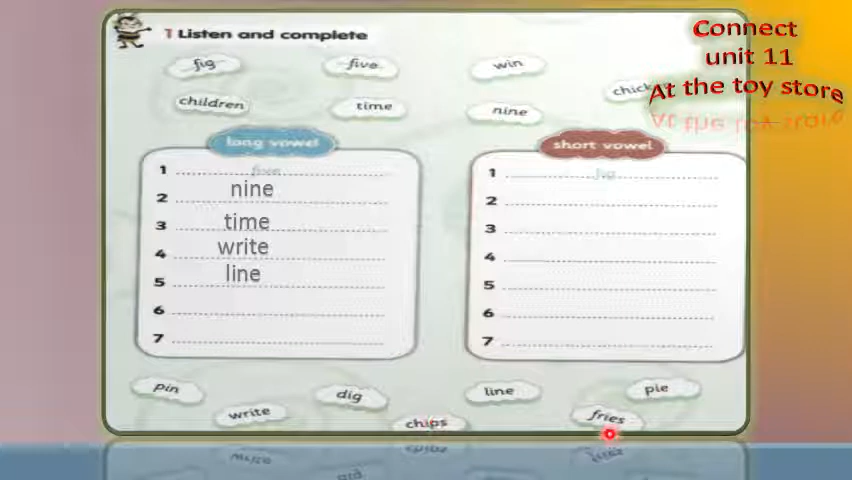 1 Listen and complete
Connect
unit 11
At the toy store
fig
five
win
chick
children
time
nine
long vowel
short vowel
1 five
2 nine
3 time
4 write
5 line
6
7
1 fig
2
3
4
5
6
7
pin
write
dig
chips
line
fries
pie